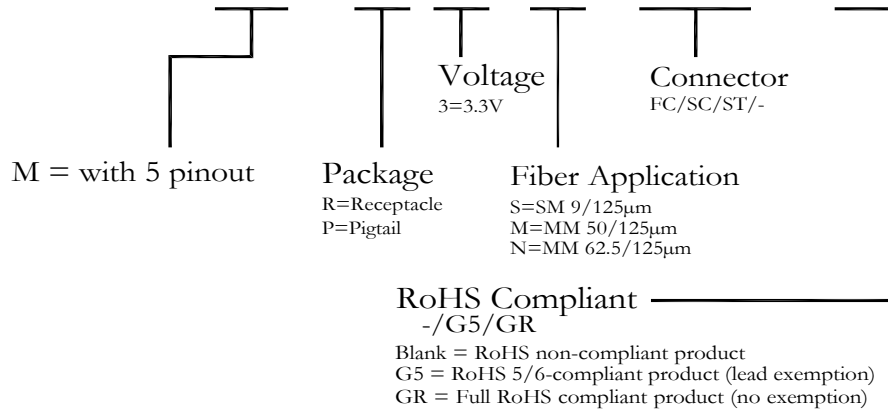 Voltage
3=3.3V
Connector
FC/SC/ST/-
M = with 5 pinout
Package
R=Receptacle
P=Pigtail
Fiber Application
S=SM 9/125µm
M=MM 50/125µm
N=MM 62.5/125µm
RoHS Compliant
-/G5/GR
Blank = RoHS non-compliant product
G5 = RoHS 5/6-compliant product (lead exemption)
GR = Full RoHS compliant product (no exemption)